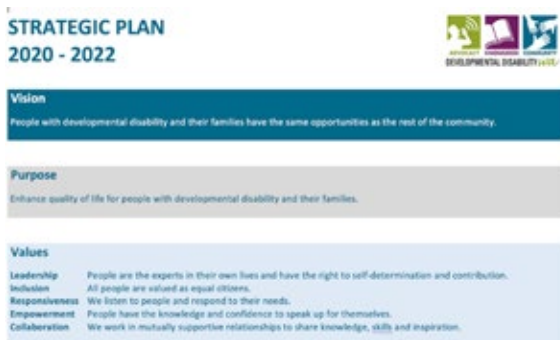 STRATEGIC PLAN
2020 - 2022
ADVOCACY KNOWLEDGE COMMUNITY
DEVELOPMENTAL DISABILITY WA
Vision
People with developmental disability and their families have the same opportunities as the rest of the community.
Purpose
Enhance quality of life for people with developmental disability and their families.
Values
Leadership People are the experts in their own lives and have the right to self-determination and contribution.
Inclusion All people are valued as equal citizens.
Responsiveness We listen to people and respond to their needs.
Empowerment People have the knowledge and confidence to speak up for themselves.
Collaboration We work in mutually supportive relationships to share knowledge, skills and inspiration.